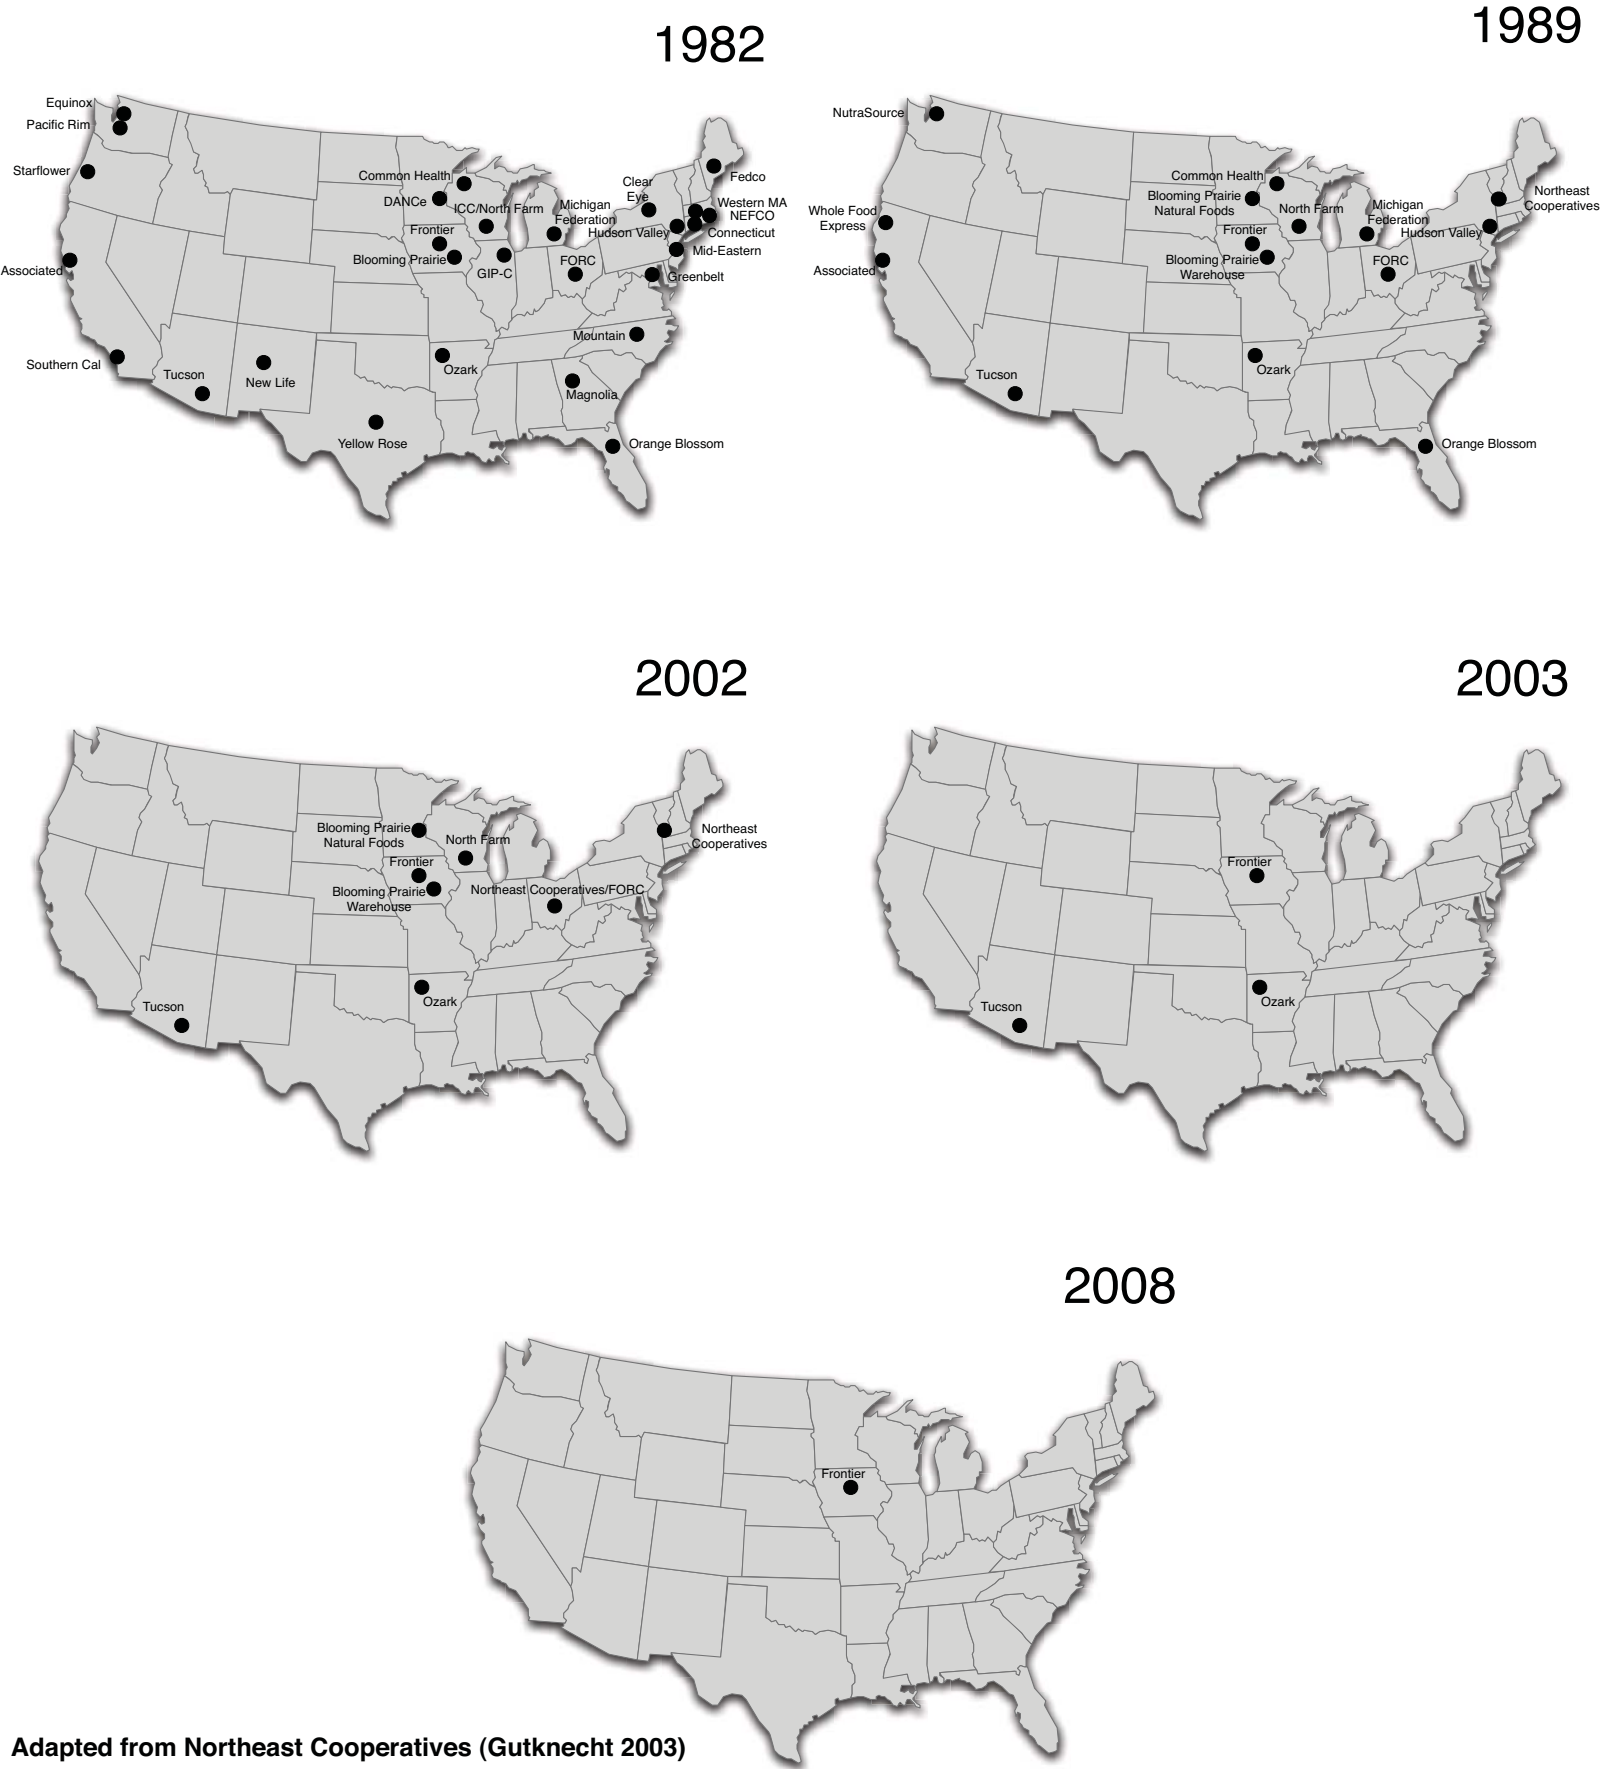 1982
Equinox
Pacific Rim
Starflower
Associated
Southern Cal
Tucson
New Life
Yellow Rose
Common Health
DANCe
ICC/North Farm
Frontier
Blooming Prairie
GIP-C
Michigan
Federation
FORC
Clear
Eye
Hudson Valley
Fedco
Western MA
NEFCO
Connecticut
Mid-Eastern
Greenbelt
Mountain
Ozark
Magnolia
Orange Blossom
1989
NutraSource
Whole Food
Express
Associated
Tucson
Common Health
Blooming Prairie
Natural Foods
North Farm
Frontier
Blooming Prairie
Warehouse
Michigan
Federation
FORC
Hudson Valley
Northeast
Cooperatives
Ozark
Orange Blossom
2002
Blooming Prairie
Natural Foods
North Farm
Frontier
Blooming Prairie
Warehouse
Northeast Cooperatives/FORC
Northeast
Cooperatives
Ozark
Tucson
2003
Frontier
Ozark
Tucson
2008
Frontier
Adapted from Northeast Cooperatives (Gutknecht 2003)